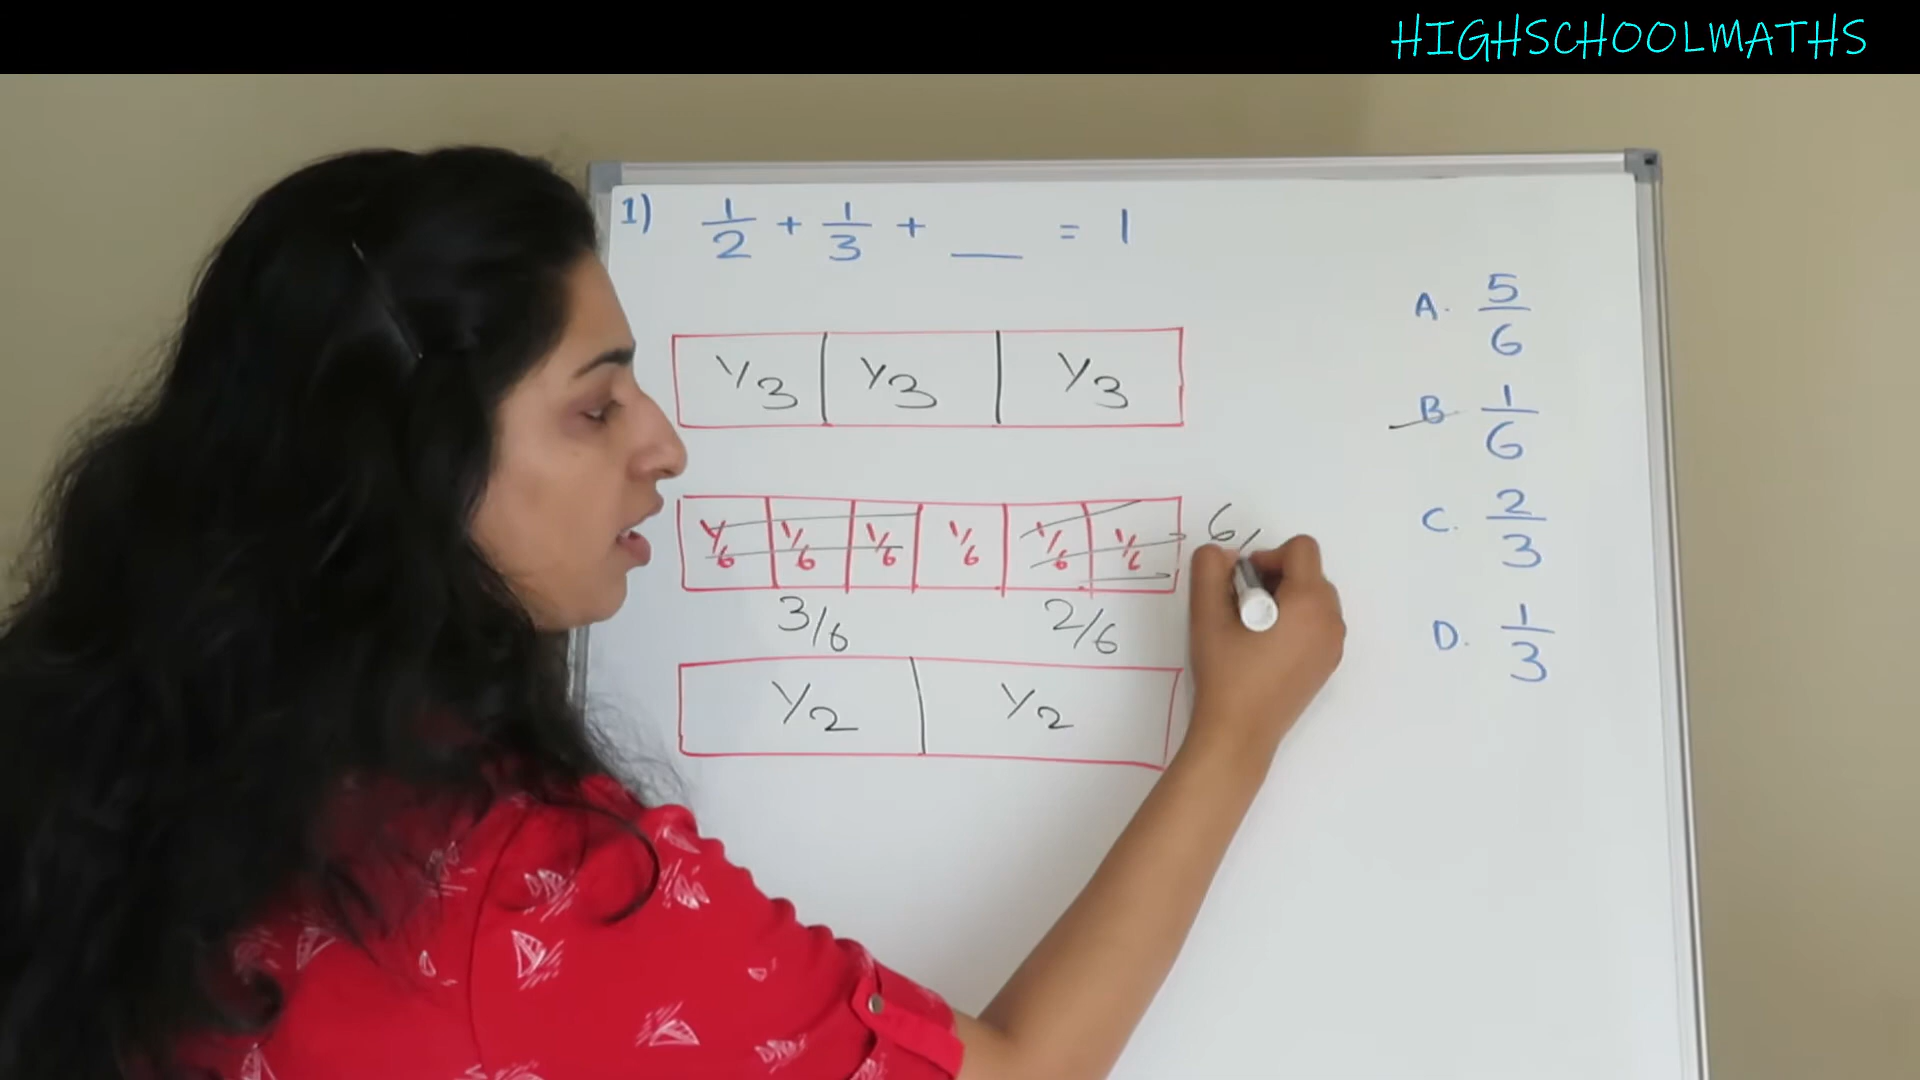 HIGHSCHOOLMATHS
1) 1/2 + 1/3 + __ = 1
A. 5/6
1/3 1/3 1/3
B 1/6
1/6 1/6 1/6 1/6 1/6 1/6 6/
C. 2/3
3/6 2/6
D. 1/3
1/2 1/2